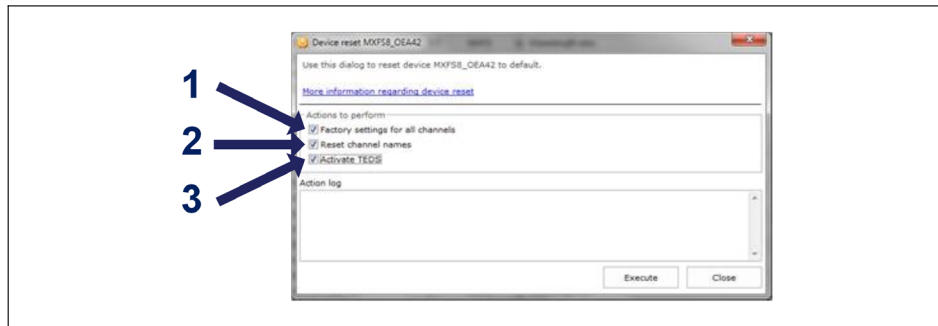 Device reset MXFS8_OEA42
Use this dialog to reset device MXFS8_OEA42 to default.
More information regarding device reset
Actions to perform
1
Factory settings for all channels
2
Reset channel names
3
Activate TEDS
Action log
Execute
Close